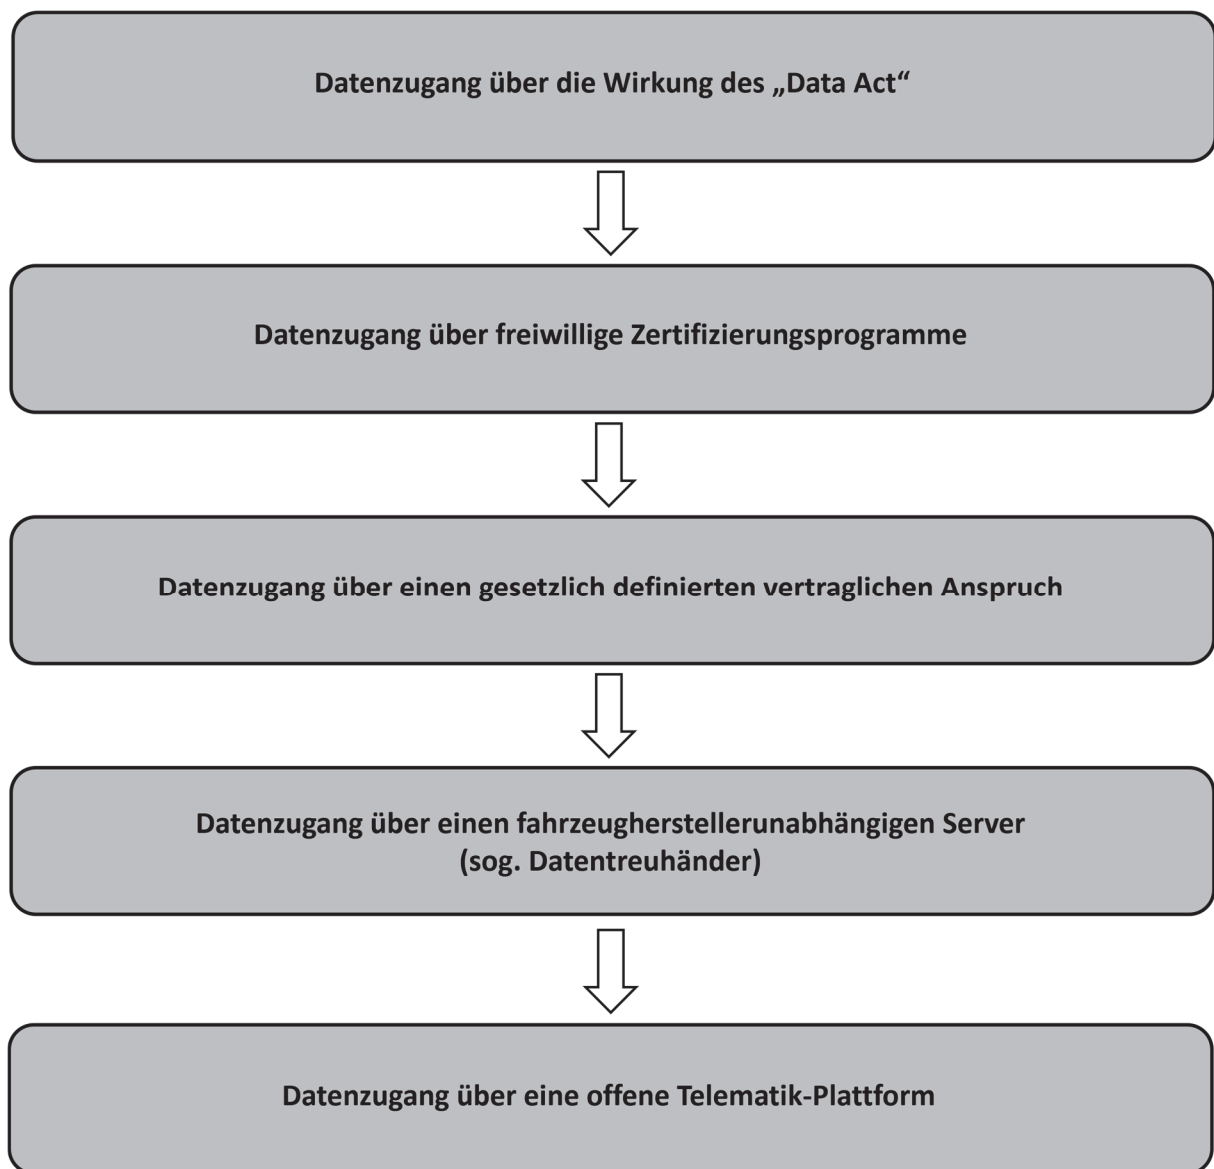 Datenzugang über die Wirkung des „Data Act“
Datenzugang über freiwillige Zertifizierungsprogramme
Datenzugang über einen gesetzlich definierten vertraglichen Anspruch
Datenzugang über einen fahrzeugherstellerunabhängigen Server
(sog. Datentreuhänder)
Datenzugang über eine offene Telematik-Plattform